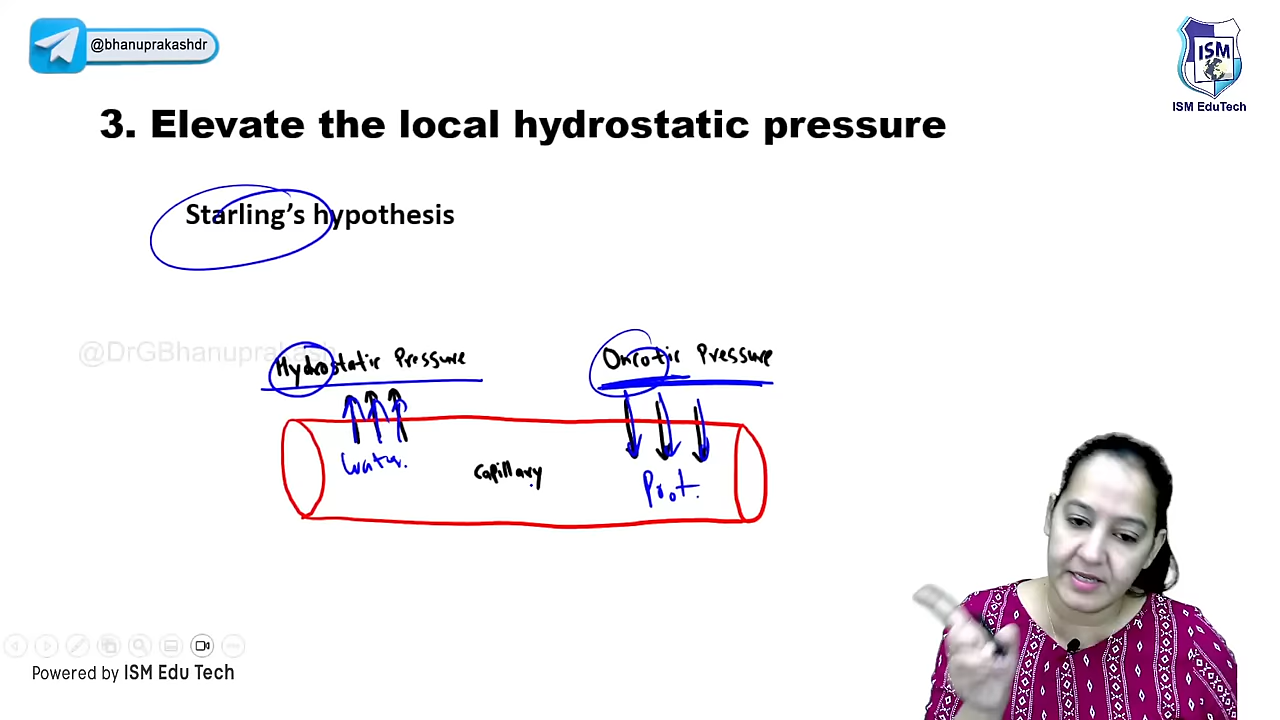 @bhanuprakashdr
ISM
ISM EduTech
3. Elevate the local hydrostatic pressure
Starling's hypothesis
@DrGBhanuprakash
Hydrostatic Pressure
Oncotic Pressure
Water.
Capillary
Prot.
Powered by ISM Edu Tech